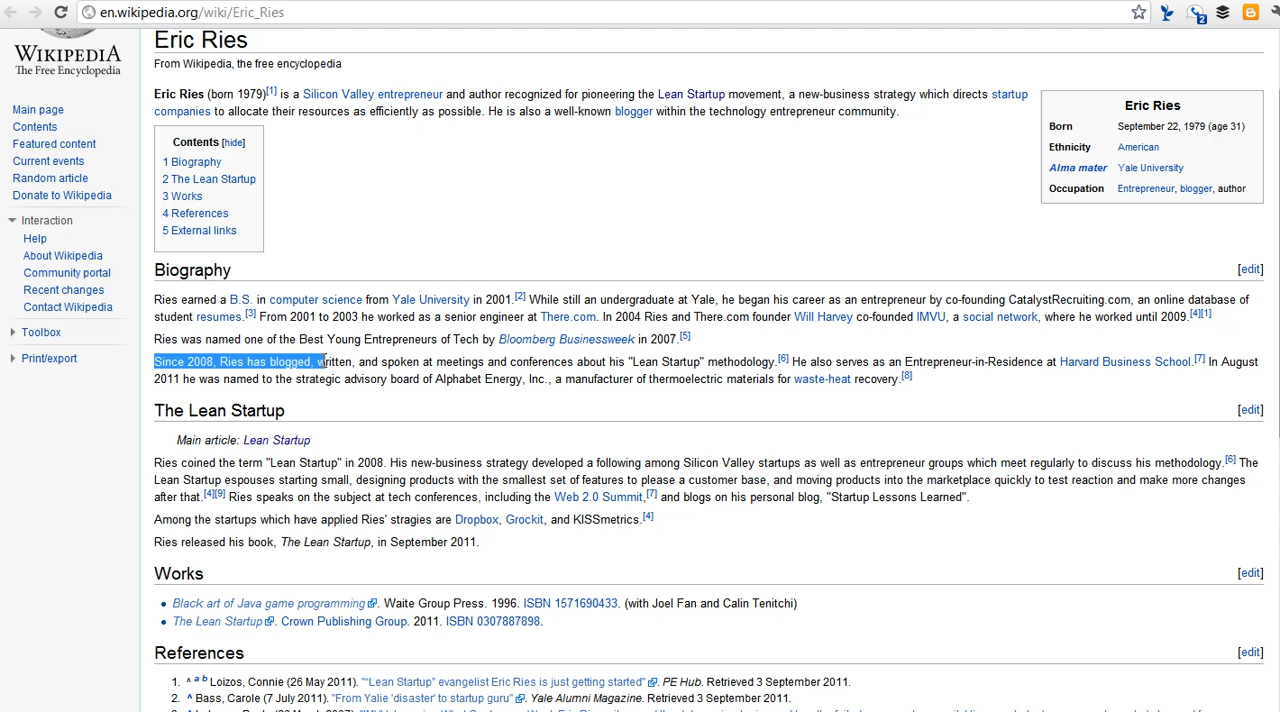 en.wikipedia.org/wiki/Eric_Ries
2
WIKIPEDIA
The Free Encyclopedia
Main page
Contents
Featured content
Current events
Random article
Donate to Wikipedia
Interaction
Help
About Wikipedia
Community portal
Recent changes
Contact Wikipedia
Toolbox
Print/export
Eric Ries
From Wikipedia, the free encyclopedia
Eric Ries (born 1979)[1] is a Silicon Valley entrepreneur and author recognized for pioneering the Lean Startup movement, a new-business strategy which directs startup
companies to allocate their resources as efficiently as possible. He is also a well-known blogger within the technology entrepreneur community.
Eric Ries
Born September 22, 1979 (age 31)
Ethnicity American
Alma mater Yale University
Occupation Entrepreneur, blogger, author
Contents [hide]
1 Biography
2 The Lean Startup
3 Works
4 References
5 External links
Biography [edit]
Ries earned a B.S. in computer science from Yale University in 2001.[2] While still an undergraduate at Yale, he began his career as an entrepreneur by co-founding CatalystRecruiting.com, an online database of
student resumes.[3] From 2001 to 2003 he worked as a senior engineer at There.com. In 2004 Ries and There.com founder Will Harvey co-founded IMVU, a social network, where he worked until 2009.[4][1]
Ries was named one of the Best Young Entrepreneurs of Tech by Bloomberg Businessweek in 2007.[5]
Since 2008, Ries has blogged, written, and spoken at meetings and conferences about his "Lean Startup" methodology.[6] He also serves as an Entrepreneur-in-Residence at Harvard Business School.[7] In August
2011 he was named to the strategic advisory board of Alphabet Energy, Inc., a manufacturer of thermoelectric materials for waste-heat recovery.[8]
The Lean Startup [edit]
Main article: Lean Startup
Ries coined the term "Lean Startup" in 2008. His new-business strategy developed a following among Silicon Valley startups as well as entrepreneur groups which meet regularly to discuss his methodology.[6] The
Lean Startup espouses starting small, designing products with the smallest set of features to please a customer base, and moving products into the marketplace quickly to test reaction and make more changes
after that.[4][9] Ries speaks on the subject at tech conferences, including the Web 2.0 Summit,[7] and blogs on his personal blog, "Startup Lessons Learned".
Among the startups which have applied Ries' stragies are Dropbox, Grockit, and KISSmetrics.[4]
Ries released his book, The Lean Startup, in September 2011.
Works [edit]
• Black art of Java game programming. Waite Group Press. 1996. ISBN 1571690433. (with Joel Fan and Calin Tenitchi)
• The Lean Startup. Crown Publishing Group. 2011. ISBN 0307887898.
References [edit]
1. ^ a b Loizos, Connie (26 May 2011). "“Lean Startup” evangelist Eric Ries is just getting started". PE Hub. Retrieved 3 September 2011.
2. ^ Bass, Carole (7 July 2011). "From Yalie 'disaster' to startup guru". Yale Alumni Magazine. Retrieved 3 September 2011.